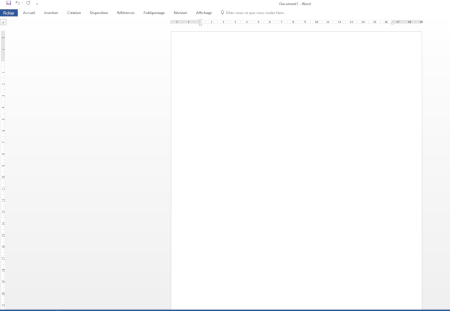 Document1 - Word
Fichier Accueil Insertion Création Disposition Références Publipostage Révision Affichage Dites-nous ce que vous voulez faire